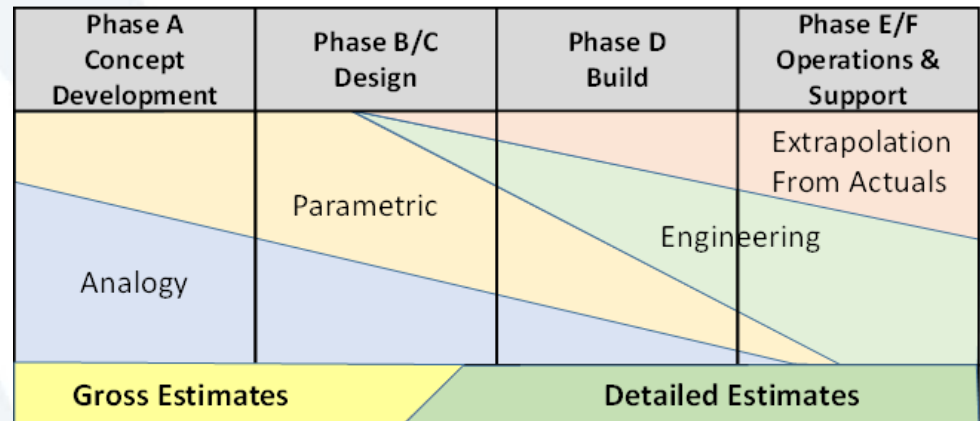 Phase A
Concept
Development
Phase B/C
Design
Phase D
Build
Phase E/F
Operations &
Support
Extrapolation
From Actuals
Parametric
Engineering
Analogy
Gross Estimates
Detailed Estimates